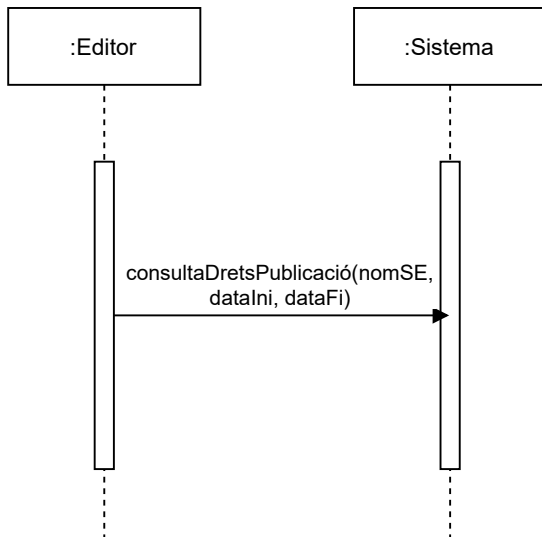 :Editor
:Sistema
consultaDretsPublicació(nomSE,
dataIni, dataFi)